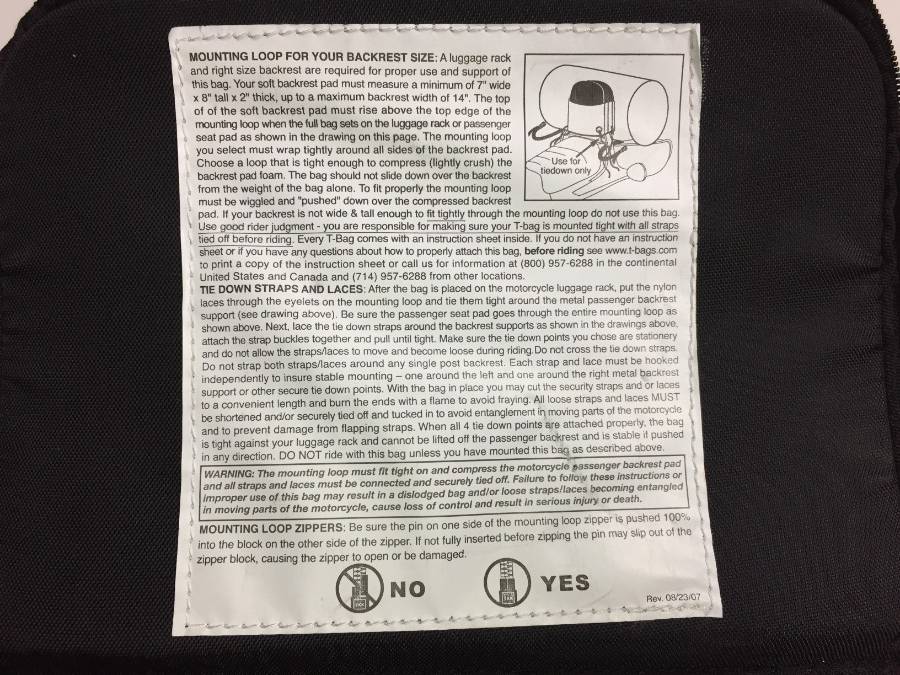 MOUNTING LOOP FOR YOUR BACKREST SIZE: A luggage rack
and right size backrest are required for proper use and support of
this bag. Your soft backrest pad must measure a minimum of 7" wide
x 8" tall x 2" thick, up to a maximum backrest width of 14". The top
of of the soft backrest pad must rise above the top edge of the
mounting loop when the full bag sets on the luggage rack or passenger
seat pad as shown in the drawing on this page. The mounting loop
you select must wrap tightly around all sides of the backrest pad.
Choose a loop that is tight enough to compress (lightly crush) the
backrest pad foam. The bag should not slide down over the backrest
from the weight of the bag alone. To fit properly the mounting loop
must be wiggled and "pushed" down over the compressed backrest
pad. If your backrest is not wide & tall enough to fit tightly through the mounting loop do not use this bag.
Use good rider judgment - you are responsible for making sure your T-bag is mounted tight with all straps
tied off before riding. Every T-Bag comes with an instruction sheet inside. If you do not have an instruction
sheet or if you have any questions about how to properly attach this bag, before riding see www.t-bags.com
to print a copy of the instruction sheet or call us for information at (800) 957-6288 in the continental
United States and Canada and (714) 957-6288 from other locations.
Use for
tiedown only
TIE DOWN STRAPS AND LACES: After the bag is placed on the motorcycle luggage rack, put the nylon
laces through the eyelets on the mounting loop and tie them tight around the metal passenger backrest
support (see drawing above). Be sure the passenger seat pad goes through the entire mounting loop as
shown above. Next, lace the tie down straps around the backrest supports as shown in the drawings above,
attach the strap buckles together and pull until tight. Make sure the tie down points you chose are stationery
and do not allow the straps/laces to move and become loose during riding. Do not cross the tie down straps.
Do not strap both straps/laces around any single post backrest. Each strap and lace must be hooked
independently to insure stable mounting – one around the left and one around the right metal backrest
support or other secure tie down points. With the bag in place you may cut the security straps and or laces
to a convenient length and burn the ends with a flame to avoid fraying. All loose straps and laces MUST
be shortened and/or securely tied off and tucked in to avoid entanglement in moving parts of the motorcycle
and to prevent damage from flapping straps. When all 4 tie down points are attached properly, the bag
is tight against your luggage rack and cannot be lifted off the passenger backrest and is stable if pushed
in any direction. DO NOT ride with this bag unless you have mounted this bag as described above.
WARNING: The mounting loop must fit tight on and compress the motorcycle passenger backrest pad
and all straps and laces must be connected and securely tied off. Failure to follow these instructions or
improper use of this bag may result in a dislodged bag and/or loose straps/laces becoming entangled
in moving parts of the motorcycle, cause loss of control and result in serious injury or death.
MOUNTING LOOP ZIPPERS: Be sure the pin on one side of the mounting loop zipper is pushed 100%
into the block on the other side of the zipper. If not fully inserted before zipping the pin may slip out of the
zipper block, causing the zipper to open or be damaged.
NO
YES
Rev. 08/23/07